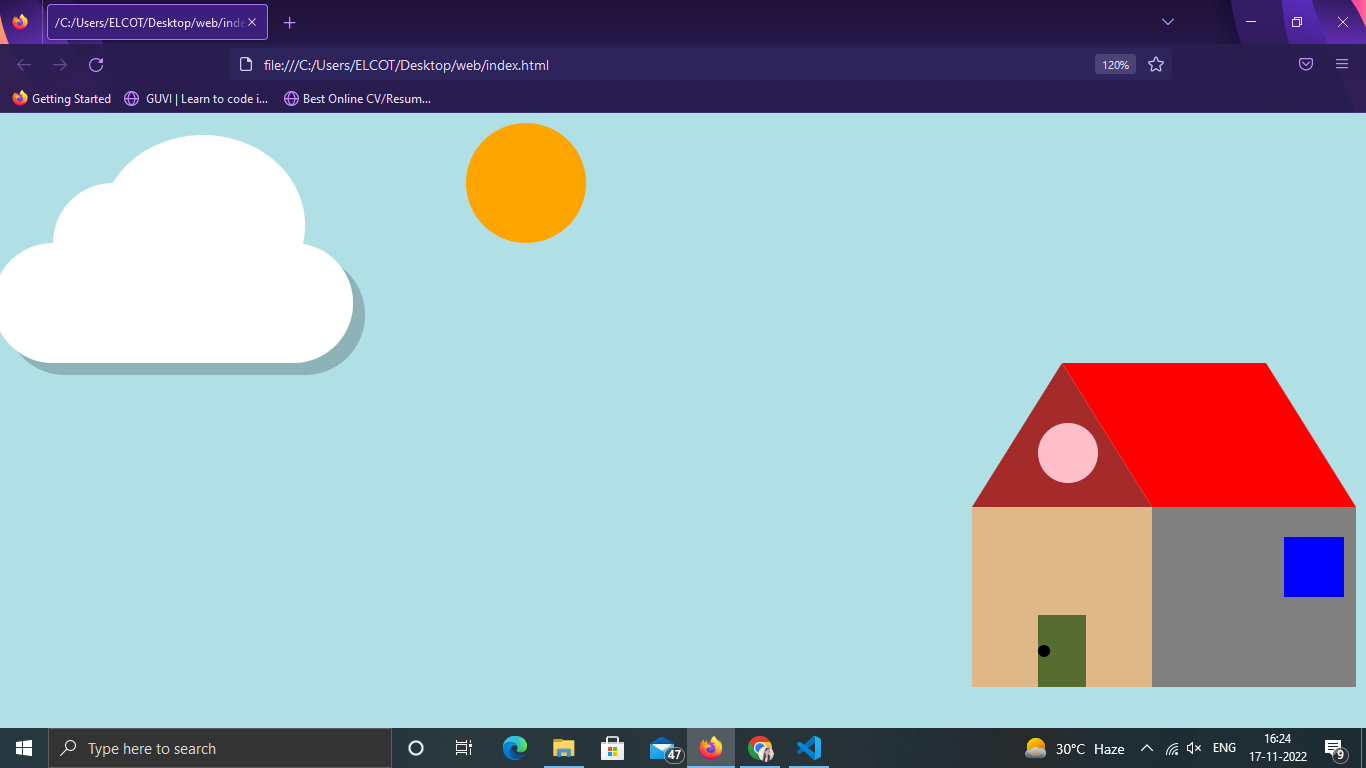 /C:/Users/ELCOT/Desktop/web/inde
file:///C:/Users/ELCOT/Desktop/web/index.html
120%
Getting Started
GUVI | Learn to code i...
Best Online CV/Resum...
Type here to search
47
30°C Haze
ENG
16:24
17-11-2022
9